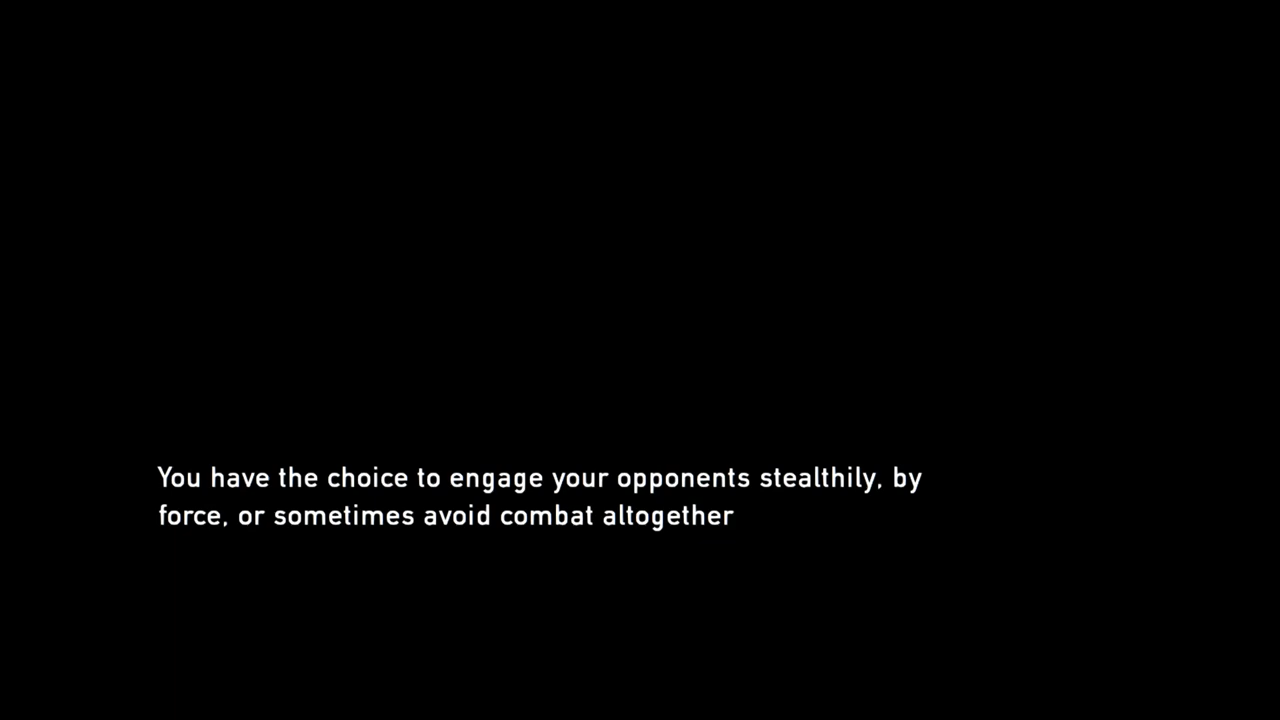 You have the choice to engage your opponents stealthily, by
force, or sometimes avoid combat altogether